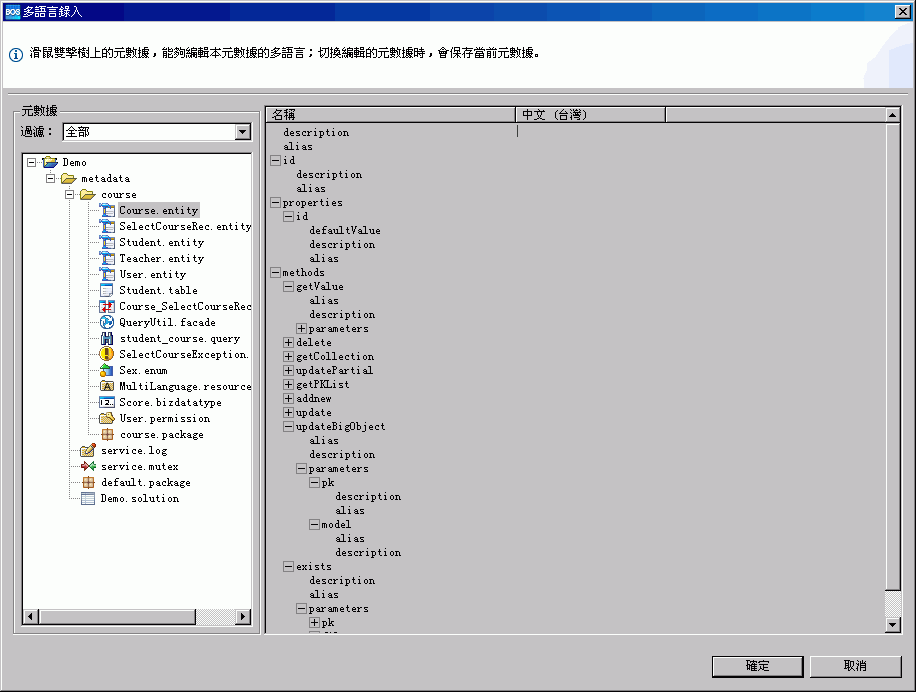 BOS 多語言錄入
滑鼠雙擊樹上的元數據，能夠編輯本元數據的多語言；切換編輯的元數據時，會保存當前元數據。
元數據
過濾： 全部
Demo
metadata
course
Course.entity
SelectCourseRec.entity
Student.entity
Teacher.entity
User.entity
Student.table
Course_SelectCourseRec
QueryUtil.facade
student_course.query
SelectCourseException.
Sex.enum
MultiLanguage.resource
Score.bizdatatype
User.permission
course.package
service.log
service.mutex
default.package
Demo.solution
名稱 中文（台灣）
description
alias
id
description
alias
properties
id
defaultValue
description
alias
methods
getValue
alias
description
parameters
delete
getCollection
updatePartial
getPKList
addnew
update
updateBigObject
alias
description
parameters
pk
description
alias
model
alias
description
exists
description
alias
parameters
pk
確定 取消